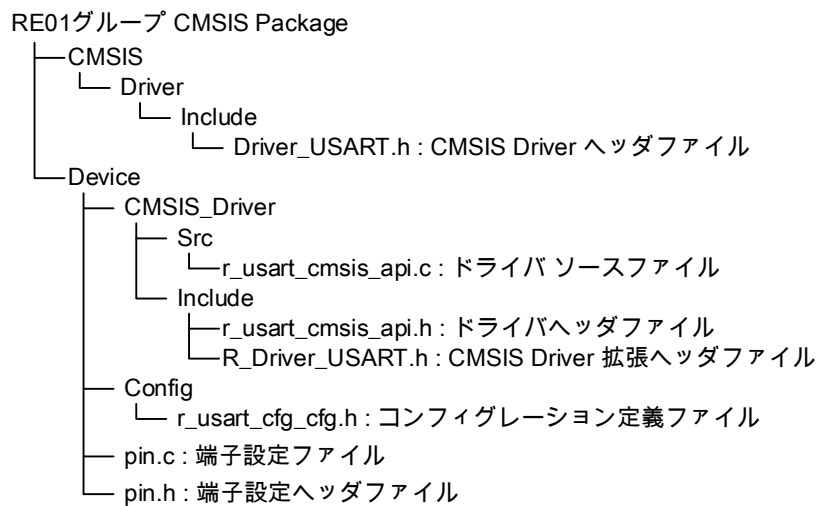 RE01グループ CMSIS Package
CMSIS
Driver
Include
Driver_USART.h : CMSIS Driver ヘッダファイル
Device
CMSIS_Driver
Src
r_usart_cmsis_api.c : ドライバ ソースファイル
Include
r_usart_cmsis_api.h : ドライバヘッダファイル
R_Driver_USART.h : CMSIS Driver 拡張ヘッダファイル
Config
r_usart_cfg_cfg.h : コンフィグレーション定義ファイル
pin.c : 端子設定ファイル
pin.h : 端子設定ヘッダファイル